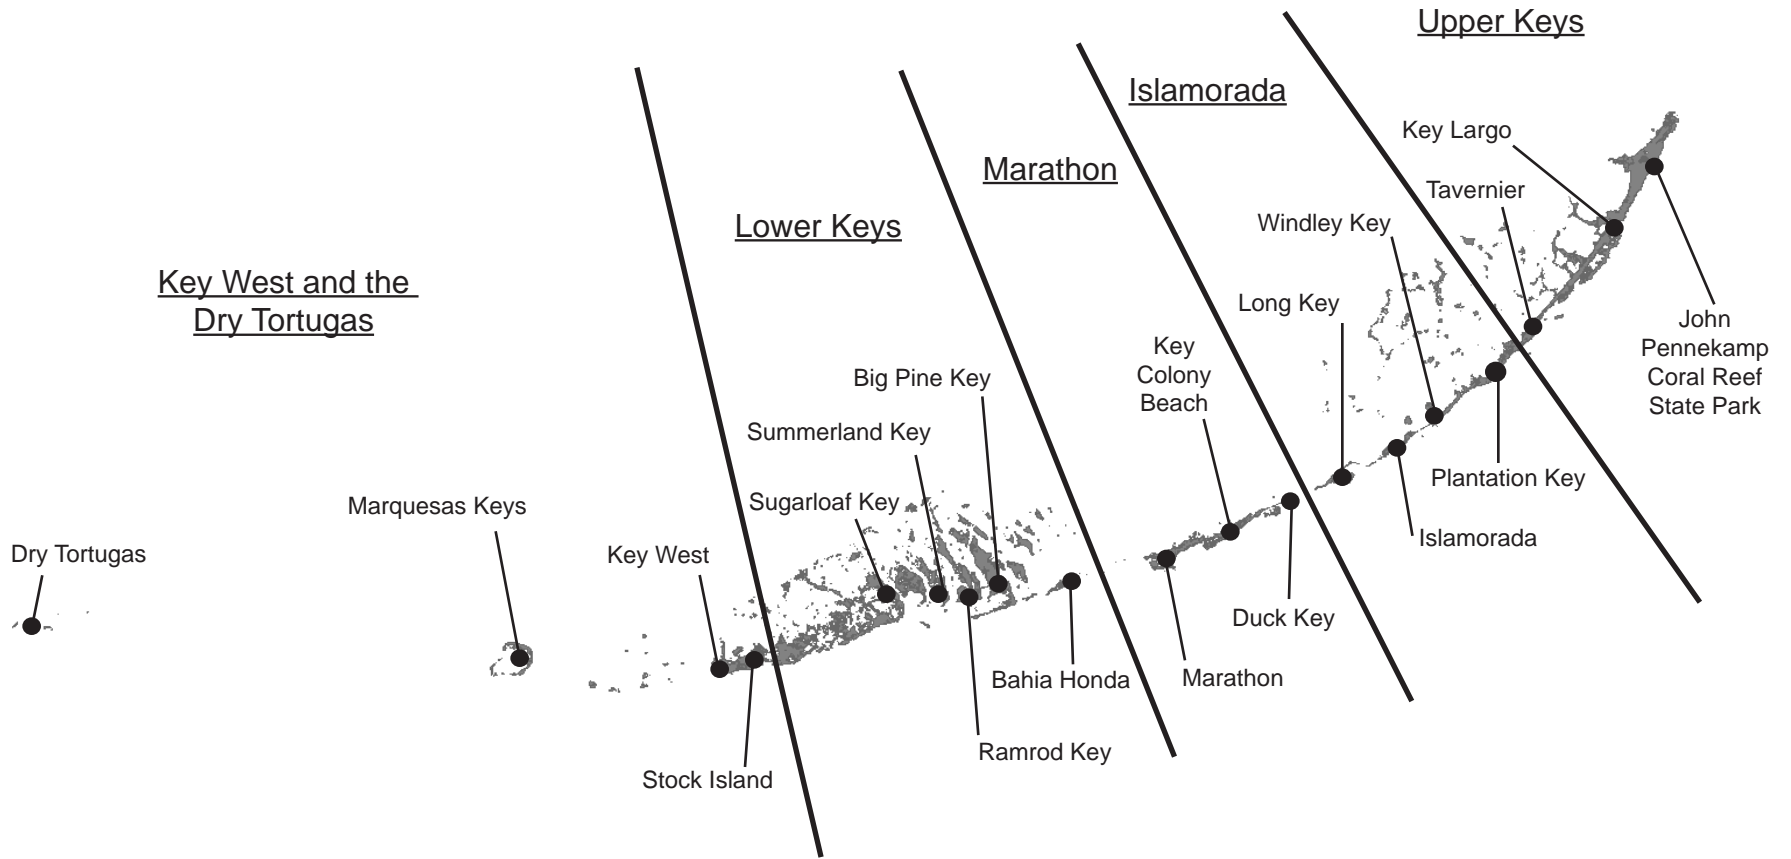 Upper Keys
Islamorada
Key Largo
Marathon
Tavernier
Windley Key
Lower Keys
Key West and the
Dry Tortugas
Long Key
John
Pennekamp
Coral Reef
State Park
Key
Colony
Beach
Big Pine Key
Summerland Key
Plantation Key
Sugarloaf Key
Marquesas Keys
Islamorada
Dry Tortugas
Key West
Duck Key
Bahia Honda
Marathon
Ramrod Key
Stock Island